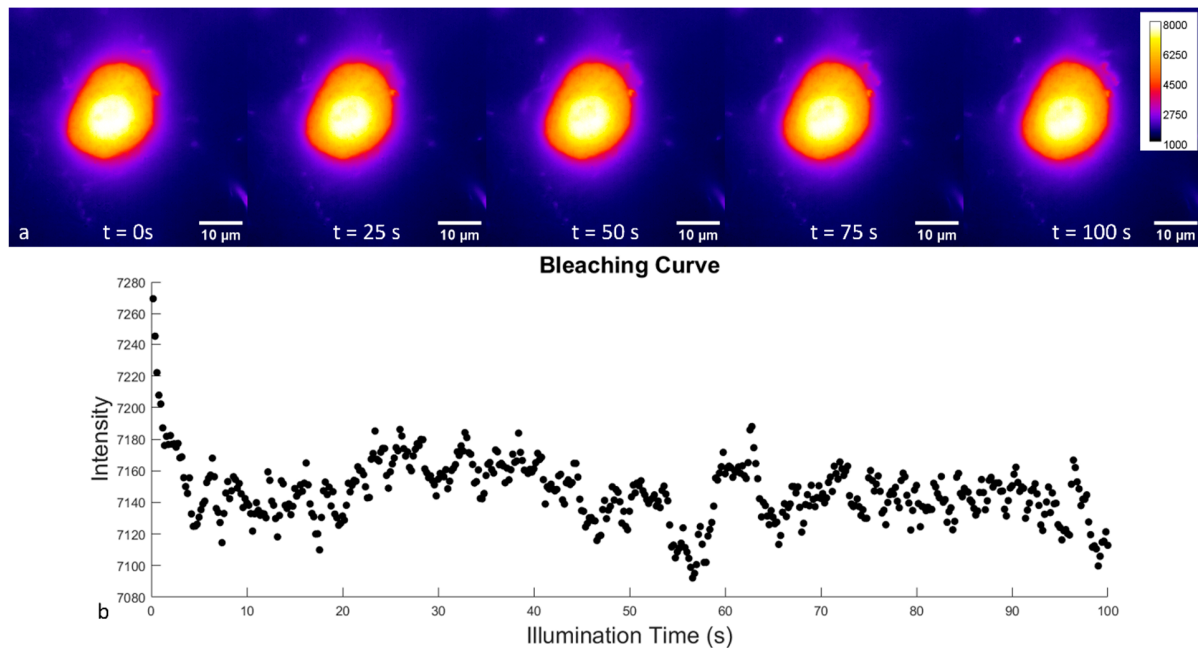 8000
6250
4500
2750
1000
a
t = 0s
10 µm
t = 25 s
10 µm
t = 50 s
10 µm
t = 75 s
10 µm
t = 100 s
10 µm
Bleaching Curve
7280
7260
7240
7220
7200
7180
7160
7140
7120
7100
7080
Intensity
b
0 10 20 30 40 50 60 70 80 90 100
Illumination Time (s)